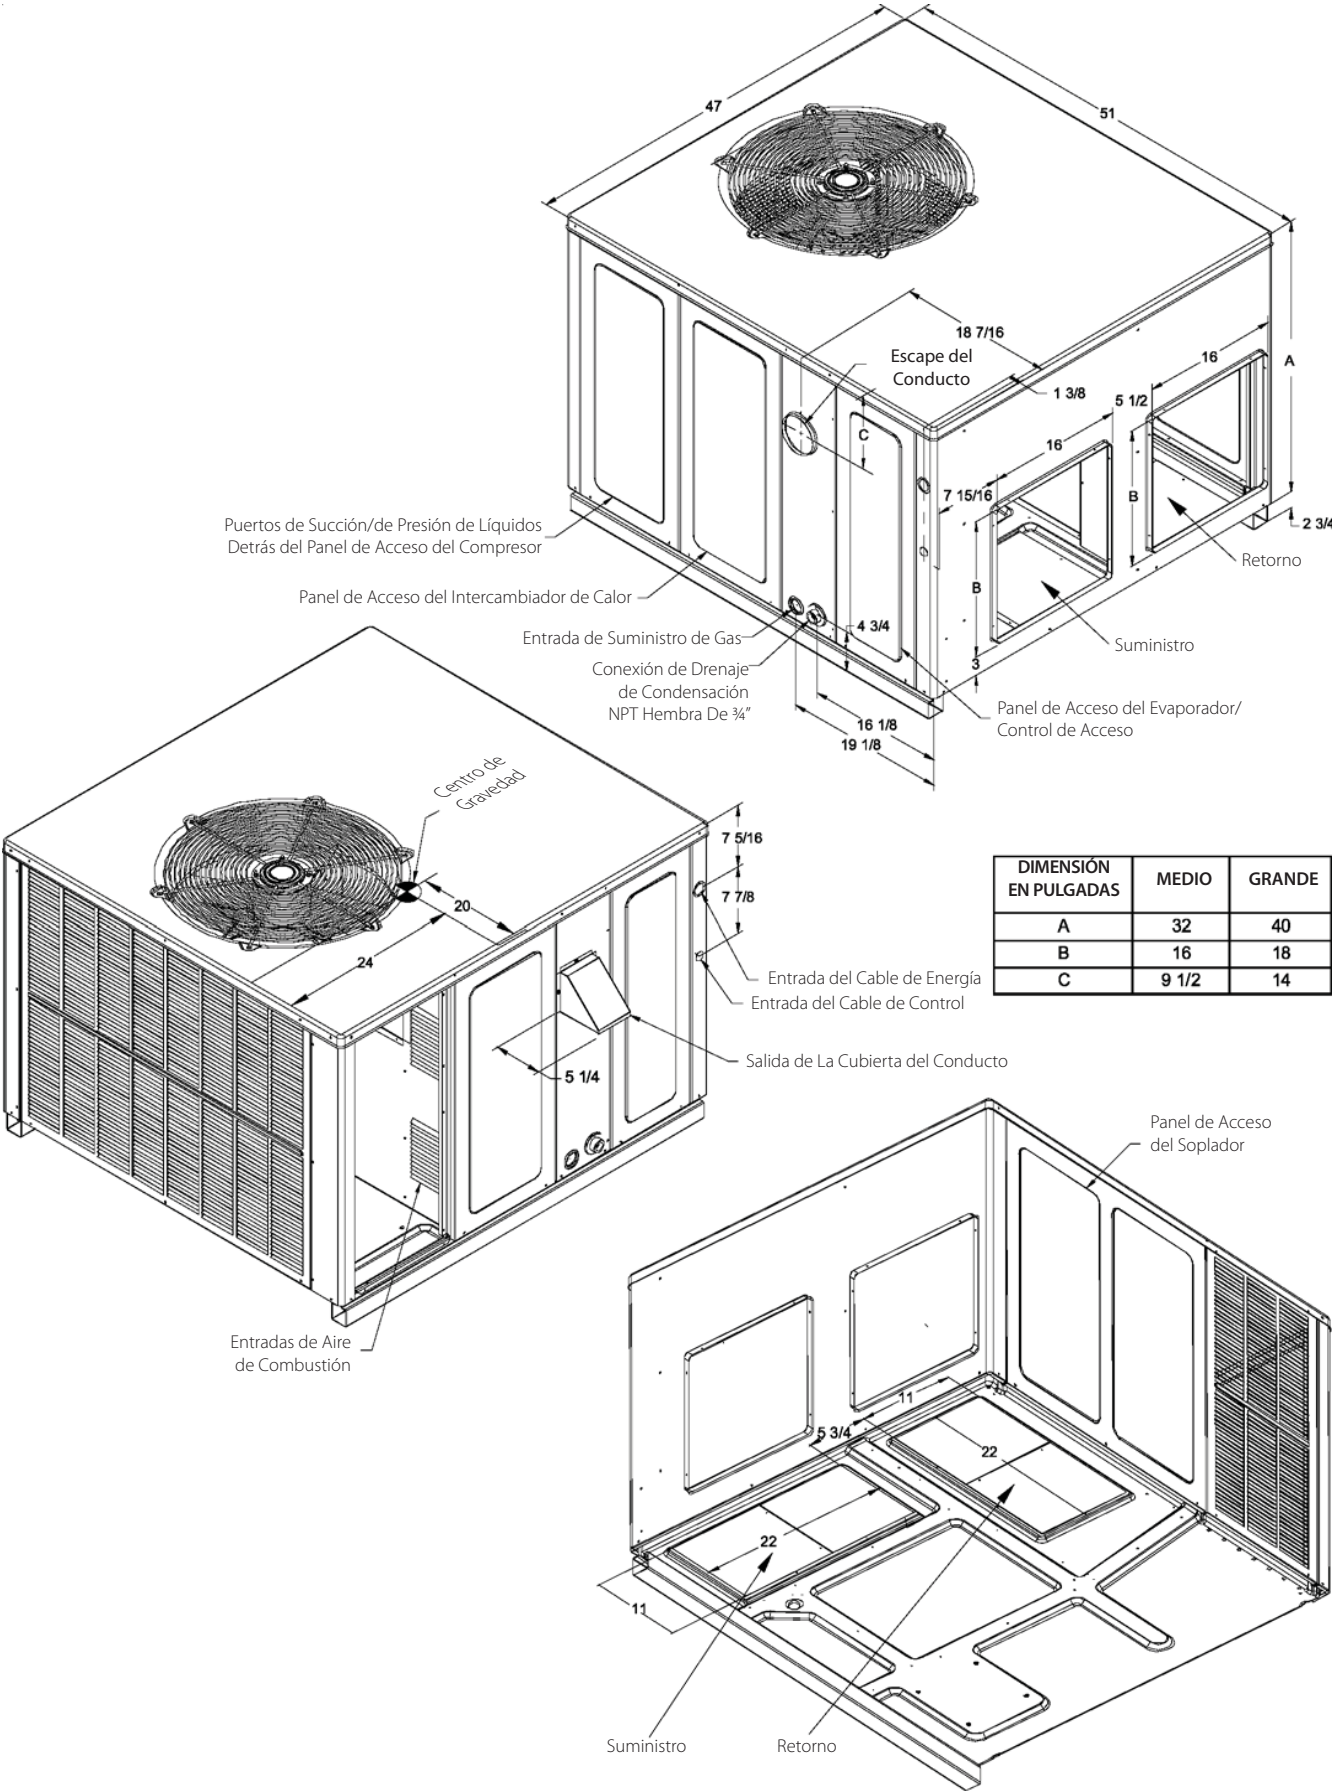 47
51
18 7/16
Escape del
Conducto
1 3/8
16
A
5 1/2
16
C
B
7 15/16
2 3/4
Puertos de Succión/de Presión de Líquidos
Detrás del Panel de Acceso del Compresor
Retorno
B
Panel de Acceso del Intercambiador de Calor
4 3/4
Entrada de Suministro de Gas
Suministro
3
Conexión de Drenaje
de Condensación
NPT Hembra De ¾”
Panel de Acceso del Evaporador/
Control de Acceso
16 1/8
19 1/8
Centro de
Gravedad
7 5/16
7 7/8
20
24
Entrada del Cable de Energía
Entrada del Cable de Control
Salida de La Cubierta del Conducto
5 1/4
Entradas de Aire
de Combustión
DIMENSIÓN
EN PULGADAS MEDIO GRANDE
A 32 40
B 16 18
C 9 1/2 14
Panel de Acceso
del Soplador
11
5 3/4
22
22
11
Suministro
Retorno